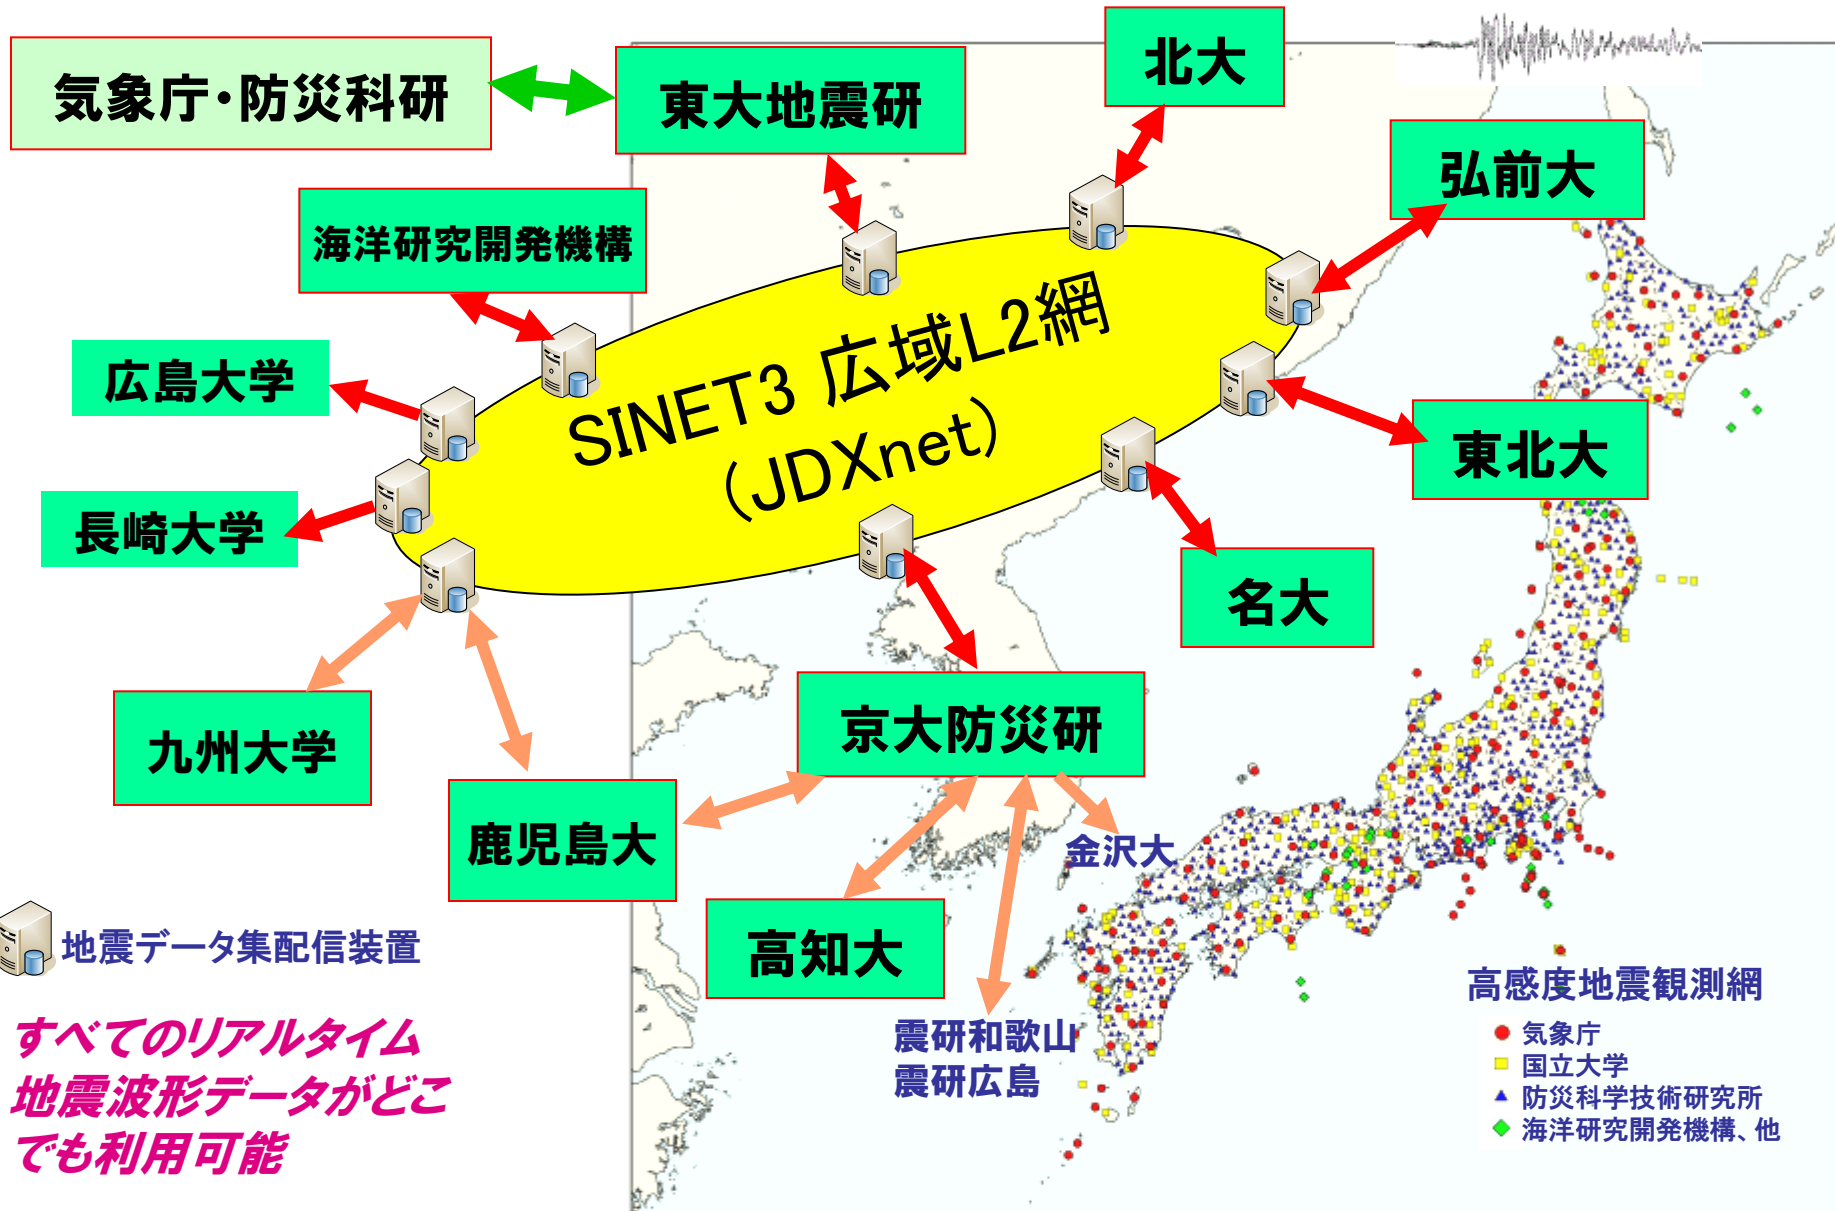 気象庁・防災科研
東大地震研
北大
弘前大
海洋研究開発機構
広島大学
SINET3 広域L2網
（JDXnet）
東北大
長崎大学
名大
九州大学
京大防災研
鹿児島大
金沢大
高知大
地震データ集配信装置
高感度地震観測網
気象庁
国立大学
防災科学技術研究所
海洋研究開発機構、他
震研和歌山
震研広島
すべてのリアルタイム
地震波形データがどこ
でも利用可能